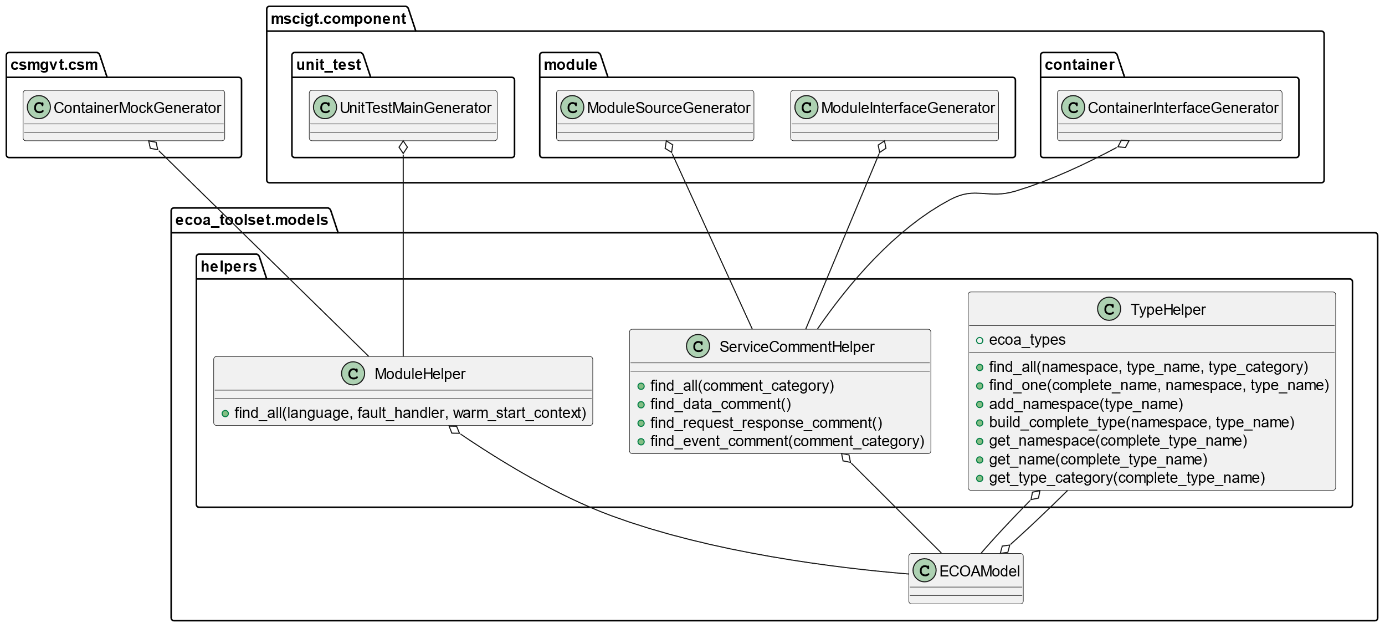 mscigt.component
csmgvt.csm
unit_test
module
container
C ContainerMockGenerator
C UnitTestMainGenerator
C ModuleSourceGenerator
C ModuleInterfaceGenerator
C ContainerInterfaceGenerator
ecoa_toolset.models
helpers
C ModuleHelper
find_all(language, fault_handler, warm_start_context)
C ServiceCommentHelper
find_all(comment_category)
find_data_comment()
find_request_response_comment()
find_event_comment(comment_category)
C TypeHelper
ecoa_types
find_all(namespace, type_name, type_category)
find_one(complete_name, namespace, type_name)
add_namespace(type_name)
build_complete_type(namespace, type_name)
get_namespace(complete_type_name)
get_name(complete_type_name)
get_type_category(complete_type_name)
C ECOAModel